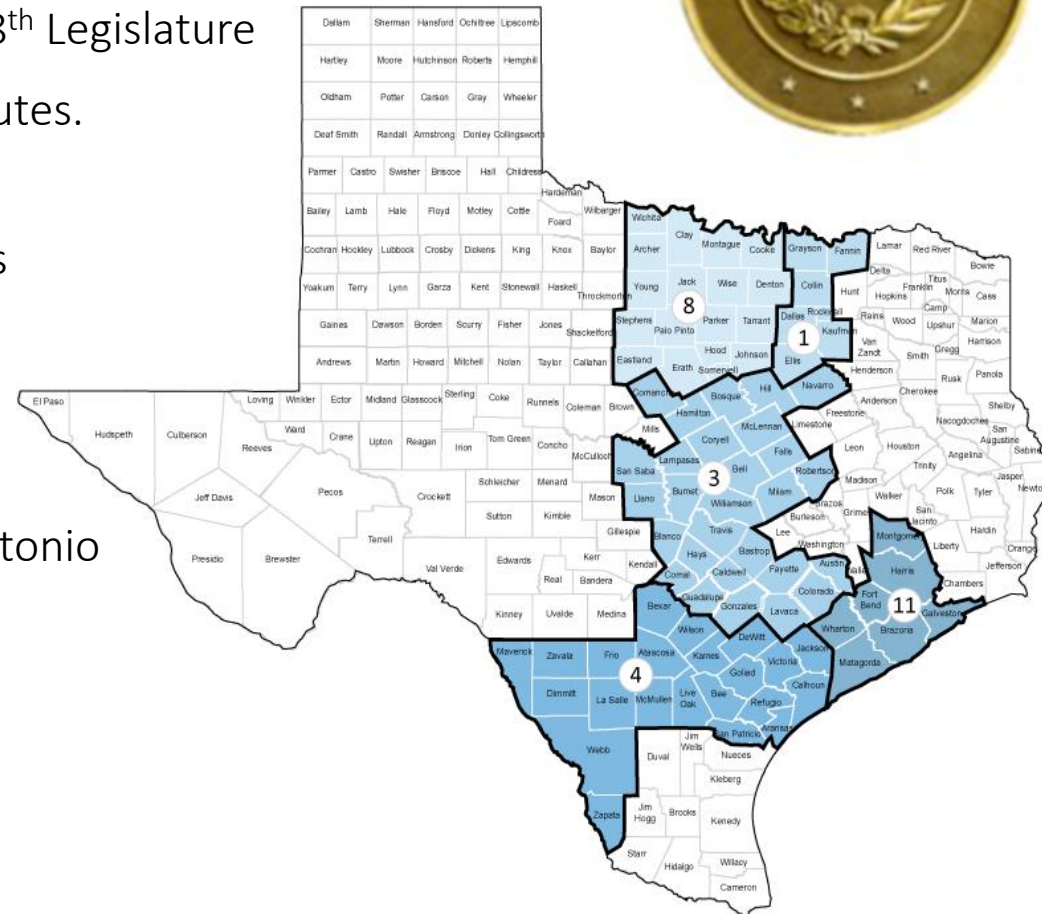 8th Legislature
utes.
s
tonio
Dallam Sherman Hansford Ochiltree Lipscomb
Hartley Moore Hutchinson Roberts Hemphill
Oldham Potter Carson Gray Wheeler
Deaf Smith Randall Armstrong Donley Collingsworth
Parmer Castro Swisher Briscoe Hall Childress
Hardeman
Bailey Lamb Hale Floyd Motley Cottle Foard Wilbarger Wichita Clay Montague Cooke Grayson Fannin Lamar Red River Bowie
Cochran Hockley Lubbock Crosby Dickens King Knox Baylor Archer Jack Wise Denton Collin Hunt Delta Hopkins Franklin Titus Morris Camp Cass
Yoakum Terry Lynn Garza Kent Stonewall Haskell Throckmorton Young 8 Parker Tarrant Dallas Rockwall Kaufman Rains Wood Upshur Marion
Gaines Dawson Borden Scurry Fisher Jones Shackelford Stephens Palo Pinto Hood Johnson 1 Ellis Van Zandt Smith Gregg Harrison
Andrews Martin Howard Mitchell Nolan Taylor Callahan Eastland Erath Somervell Hill Navarro Henderson Rusk Panola
El Paso Hudspeth Culberson Loving Winkler Ector Midland Glasscock Sterling Coke Runnels Coleman Brown Comanche Bosque Hamilton Anderson Cherokee Shelby
Reeves Ward Crane Upton Reagan Irion Tom Green Concho McCulloch Mills McLennan Limestone Freestone Nacogdoches San Augustine Sabine
Jeff Davis Pecos Crockett Schleicher Menard Mason San Saba Lampasas Coryell Falls Bell 3 Robertson Leon Houston Angelina Trinity
Presidio Brewster Terrell Sutton Kimble Gillespie Llano Burnet Williamson Milam Brazos Madison Grimes Walker Polk Tyler Jasper Newton
Val Verde Edwards Real Kerr Bandera Kendall Blanco Travis Hays Bastrop Lee Burleson Washington San Jacinto Liberty Hardin Orange
Kinney Uvalde Medina Comal Caldwell Guadalupe Fayette Austin Waller Montgomery Harris Chambers Jefferson
Bexar Wilson Gonzales Lavaca Colorado Fort Bend 11 Galveston
Maverick Zavala Frio Atascosa Karnes DeWitt Jackson Wharton Brazoria
Dimmitt La Salle McMullen 4 Live Oak Bee Goliad Victoria Calhoun Matagorda
Refugio Aransas San Patricio
Webb Duval Jim Wells Nueces
Kleberg
Zapata Jim Hogg Brooks Kenedy
Starr Hidalgo Willacy
Cameron